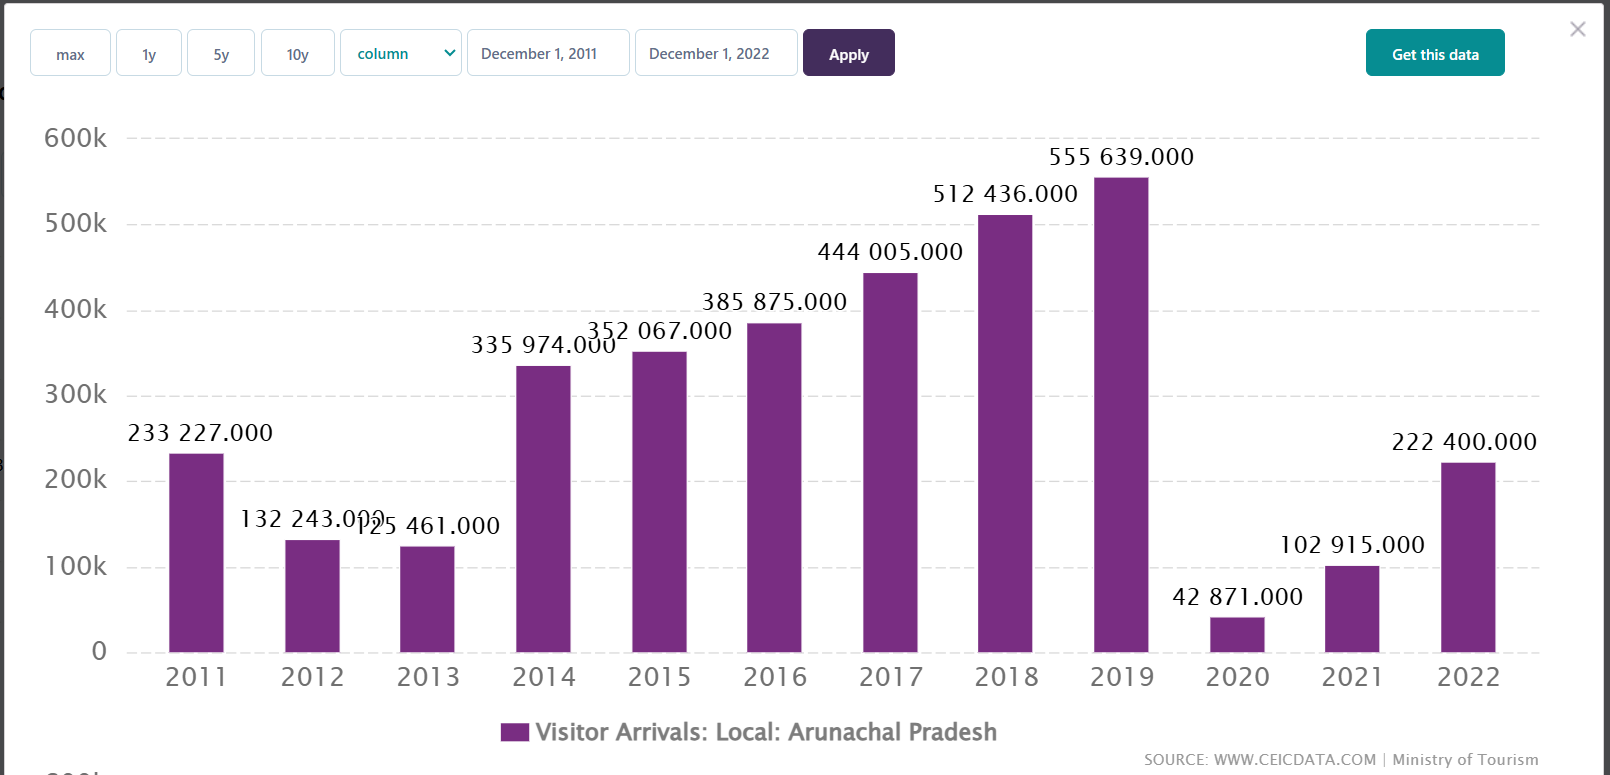 max 1y 5y 10y column December 1, 2011 December 1, 2022 Apply Get this data
600k
555 639.000
512 436.000
500k
444 005.000
400k
385 875.000
352 067.000
335 974.000
300k
233 227.000
222 400.000
200k
132 243.000
125 461.000
102 915.000
100k
42 871.000
0
2011 2012 2013 2014 2015 2016 2017 2018 2019 2020 2021 2022
Visitor Arrivals: Local: Arunachal Pradesh
SOURCE: WWW.CEICDATA.COM | Ministry of Tourism